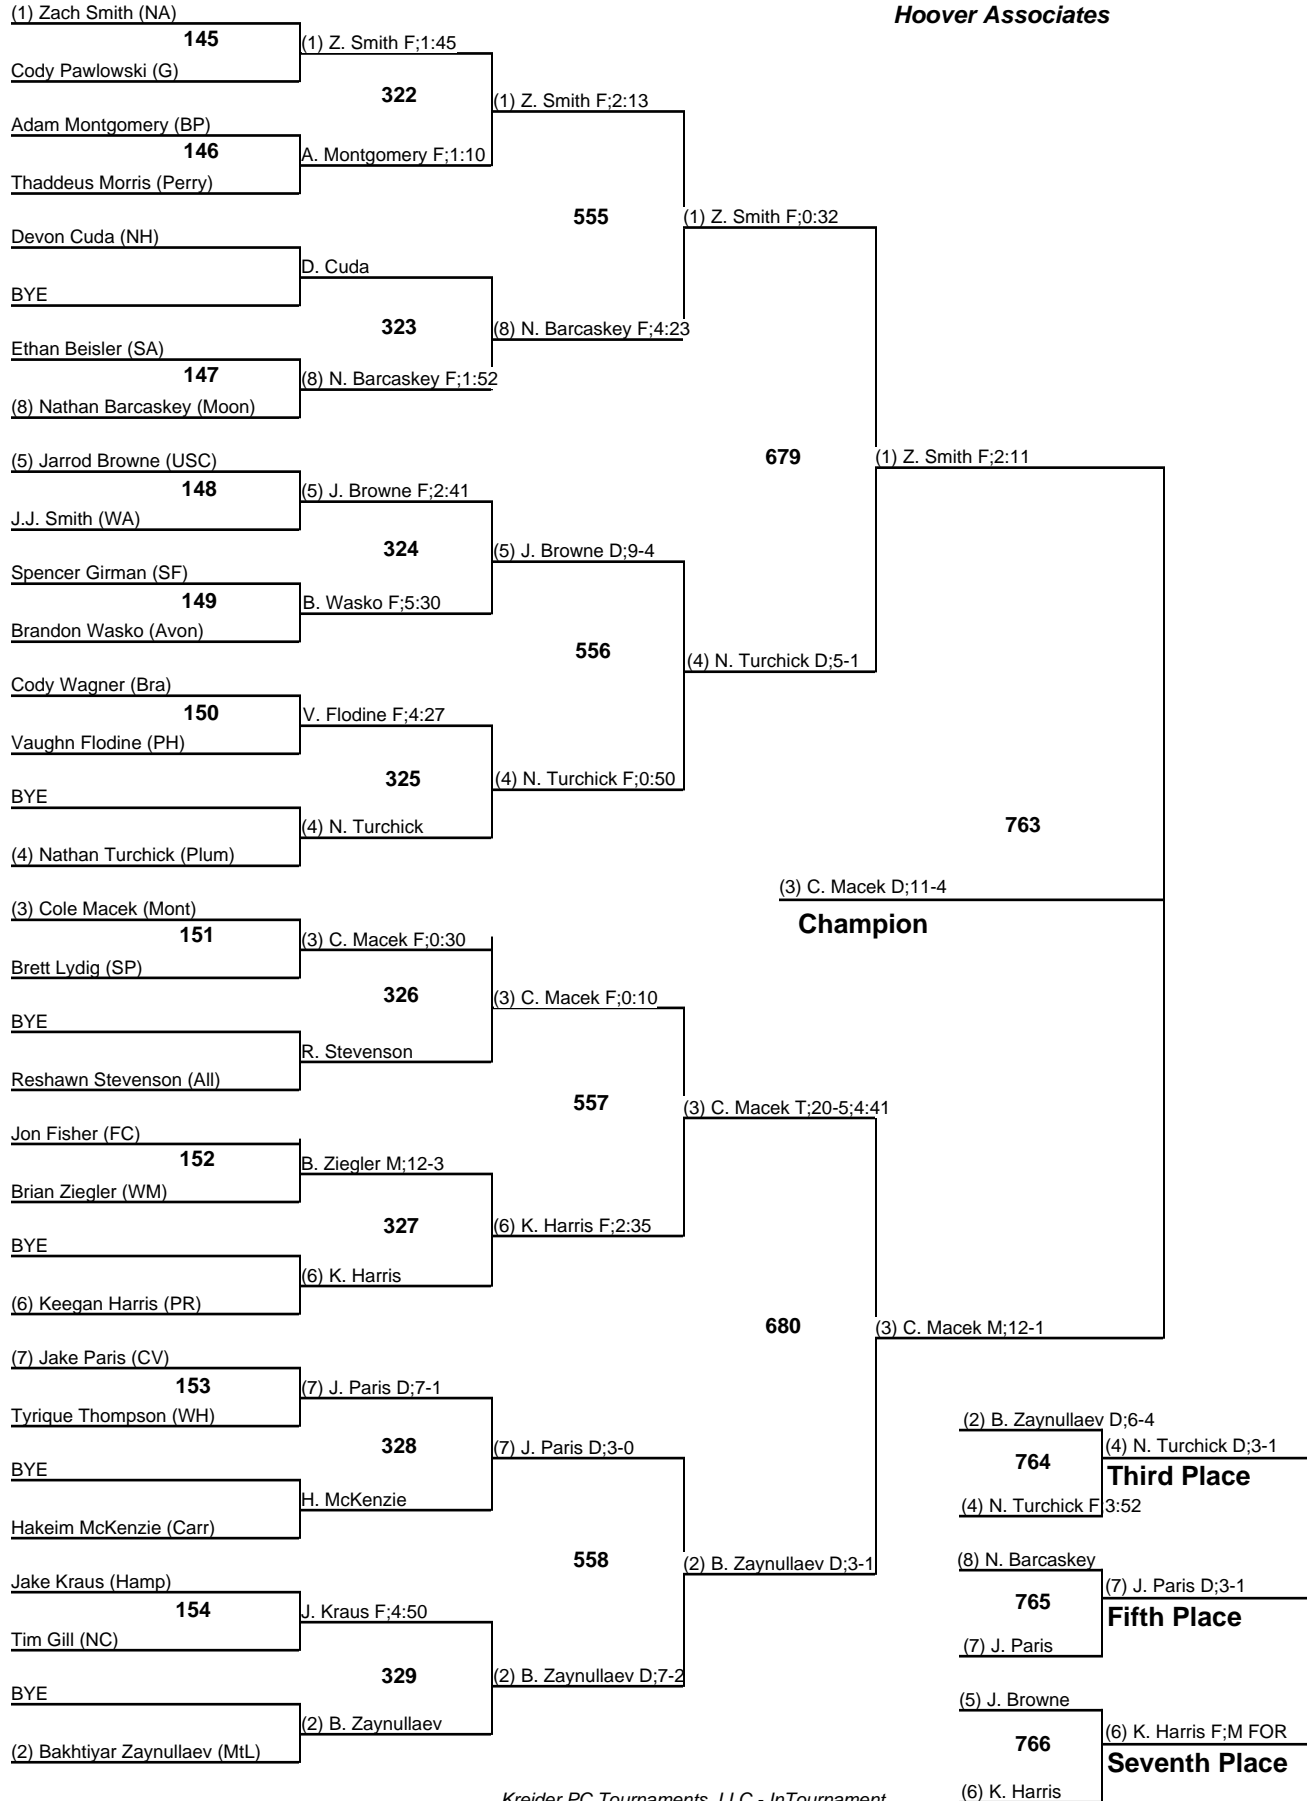 Hoover Associates
(1) Zach Smith (NA)
145
Cody Pawlowski (G)
(1) Z. Smith F;1:45
322
Adam Montgomery (BP)
146
Thaddeus Morris (Perry)
A. Montgomery F;1:10
(1) Z. Smith F;2:13
555
Devon Cuda (NH)
BYE
D. Cuda
323
Ethan Beisler (SA)
147
(8) Nathan Barcaskey (Moon)
(8) N. Barcaskey F;1:52
(8) N. Barcaskey F;4:23
(1) Z. Smith F;0:32
679
(5) Jarrod Browne (USC)
148
J.J. Smith (WA)
(5) J. Browne F;2:41
324
Spencer Girman (SF)
149
Brandon Wasko (Avon)
B. Wasko F;5:30
(5) J. Browne D;9-4
556
Cody Wagner (Bra)
150
Vaughn Flodine (PH)
V. Flodine F;4:27
325
BYE
(4) Nathan Turchick (Plum)
(4) N. Turchick
(4) N. Turchick F;0:50
(4) N. Turchick D;5-1
(1) Z. Smith F;2:11
763
(3) C. Macek D;11-4
Champion
(3) Cole Macek (Mont)
151
Brett Lydig (SP)
(3) C. Macek F;0:30
326
BYE
Reshawn Stevenson (All)
R. Stevenson
(3) C. Macek F;0:10
557
Jon Fisher (FC)
152
Brian Ziegler (WM)
B. Ziegler M;12-3
327
BYE
(6) Keegan Harris (PR)
(6) K. Harris
(6) K. Harris F;2:35
(3) C. Macek T;20-5;4:41
680
(3) C. Macek M;12-1
(7) Jake Paris (CV)
153
Tyrique Thompson (WH)
(7) J. Paris D;7-1
328
BYE
Hakeim McKenzie (Carr)
H. McKenzie
(7) J. Paris D;3-0
558
Jake Kraus (Hamp)
154
Tim Gill (NC)
J. Kraus F;4:50
329
BYE
(2) Bakhtiyar Zaynullaev (MtL)
(2) B. Zaynullaev
(2) B. Zaynullaev D;7-2
(2) B. Zaynullaev D;3-1
(2) B. Zaynullaev D;6-4
764
(4) N. Turchick F;3:52
(4) N. Turchick D;3-1
Third Place
(8) N. Barcaskey
765
(7) J. Paris
(7) J. Paris D;3-1
Fifth Place
(5) J. Browne
766
(6) K. Harris
(6) K. Harris F;M FOR
Seventh Place
Kreider PC Tournaments, LLC - InTournament